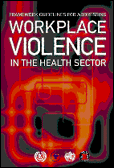 FRAMEWORK GUIDELINES FOR ADDRESSING
WORKPLACE
VIOLENCE
IN THE HEALTH SECTOR